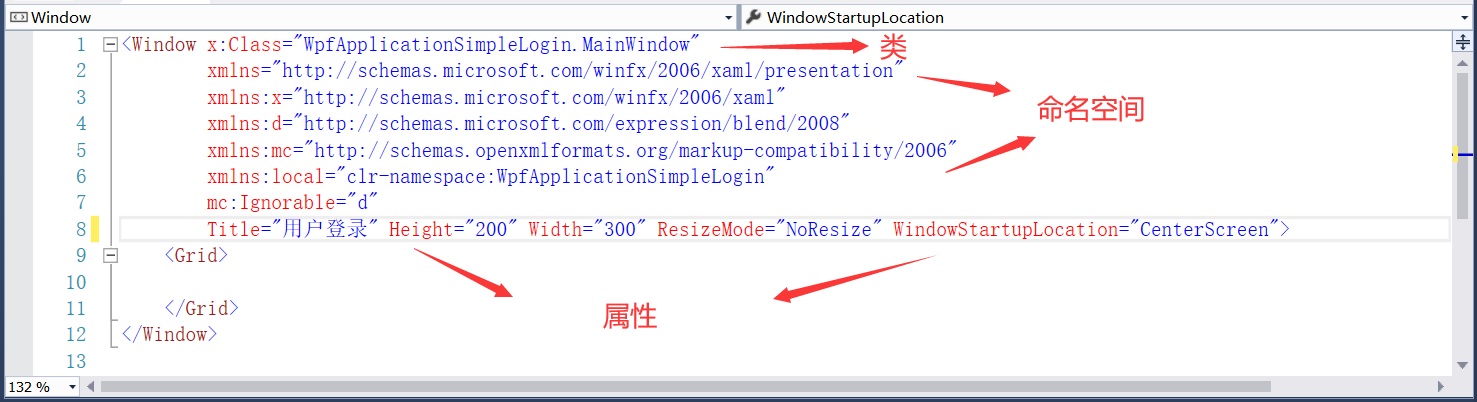 Window WindowStartupLocation
1 <Window x:Class="WpfApplicationSimpleLogin.MainWindow" 类
2 xmlns="http://schemas.microsoft.com/winfx/2006/xaml/presentation"
3 xmlns:x="http://schemas.microsoft.com/winfx/2006/xaml" 命名空间
4 xmlns:d="http://schemas.microsoft.com/expression/blend/2008"
5 xmlns:mc="http://schemas.openxmlformats.org/markup-compatibility/2006"
6 xmlns:local="clr-namespace:WpfApplicationSimpleLogin"
7 mc:Ignorable="d"
8 Title="用户登录" Height="200" Width="300" ResizeMode="NoResize" WindowStartupLocation="CenterScreen">
9 <Grid>
10
11 </Grid> 属性
12 </Window>
13
132 %